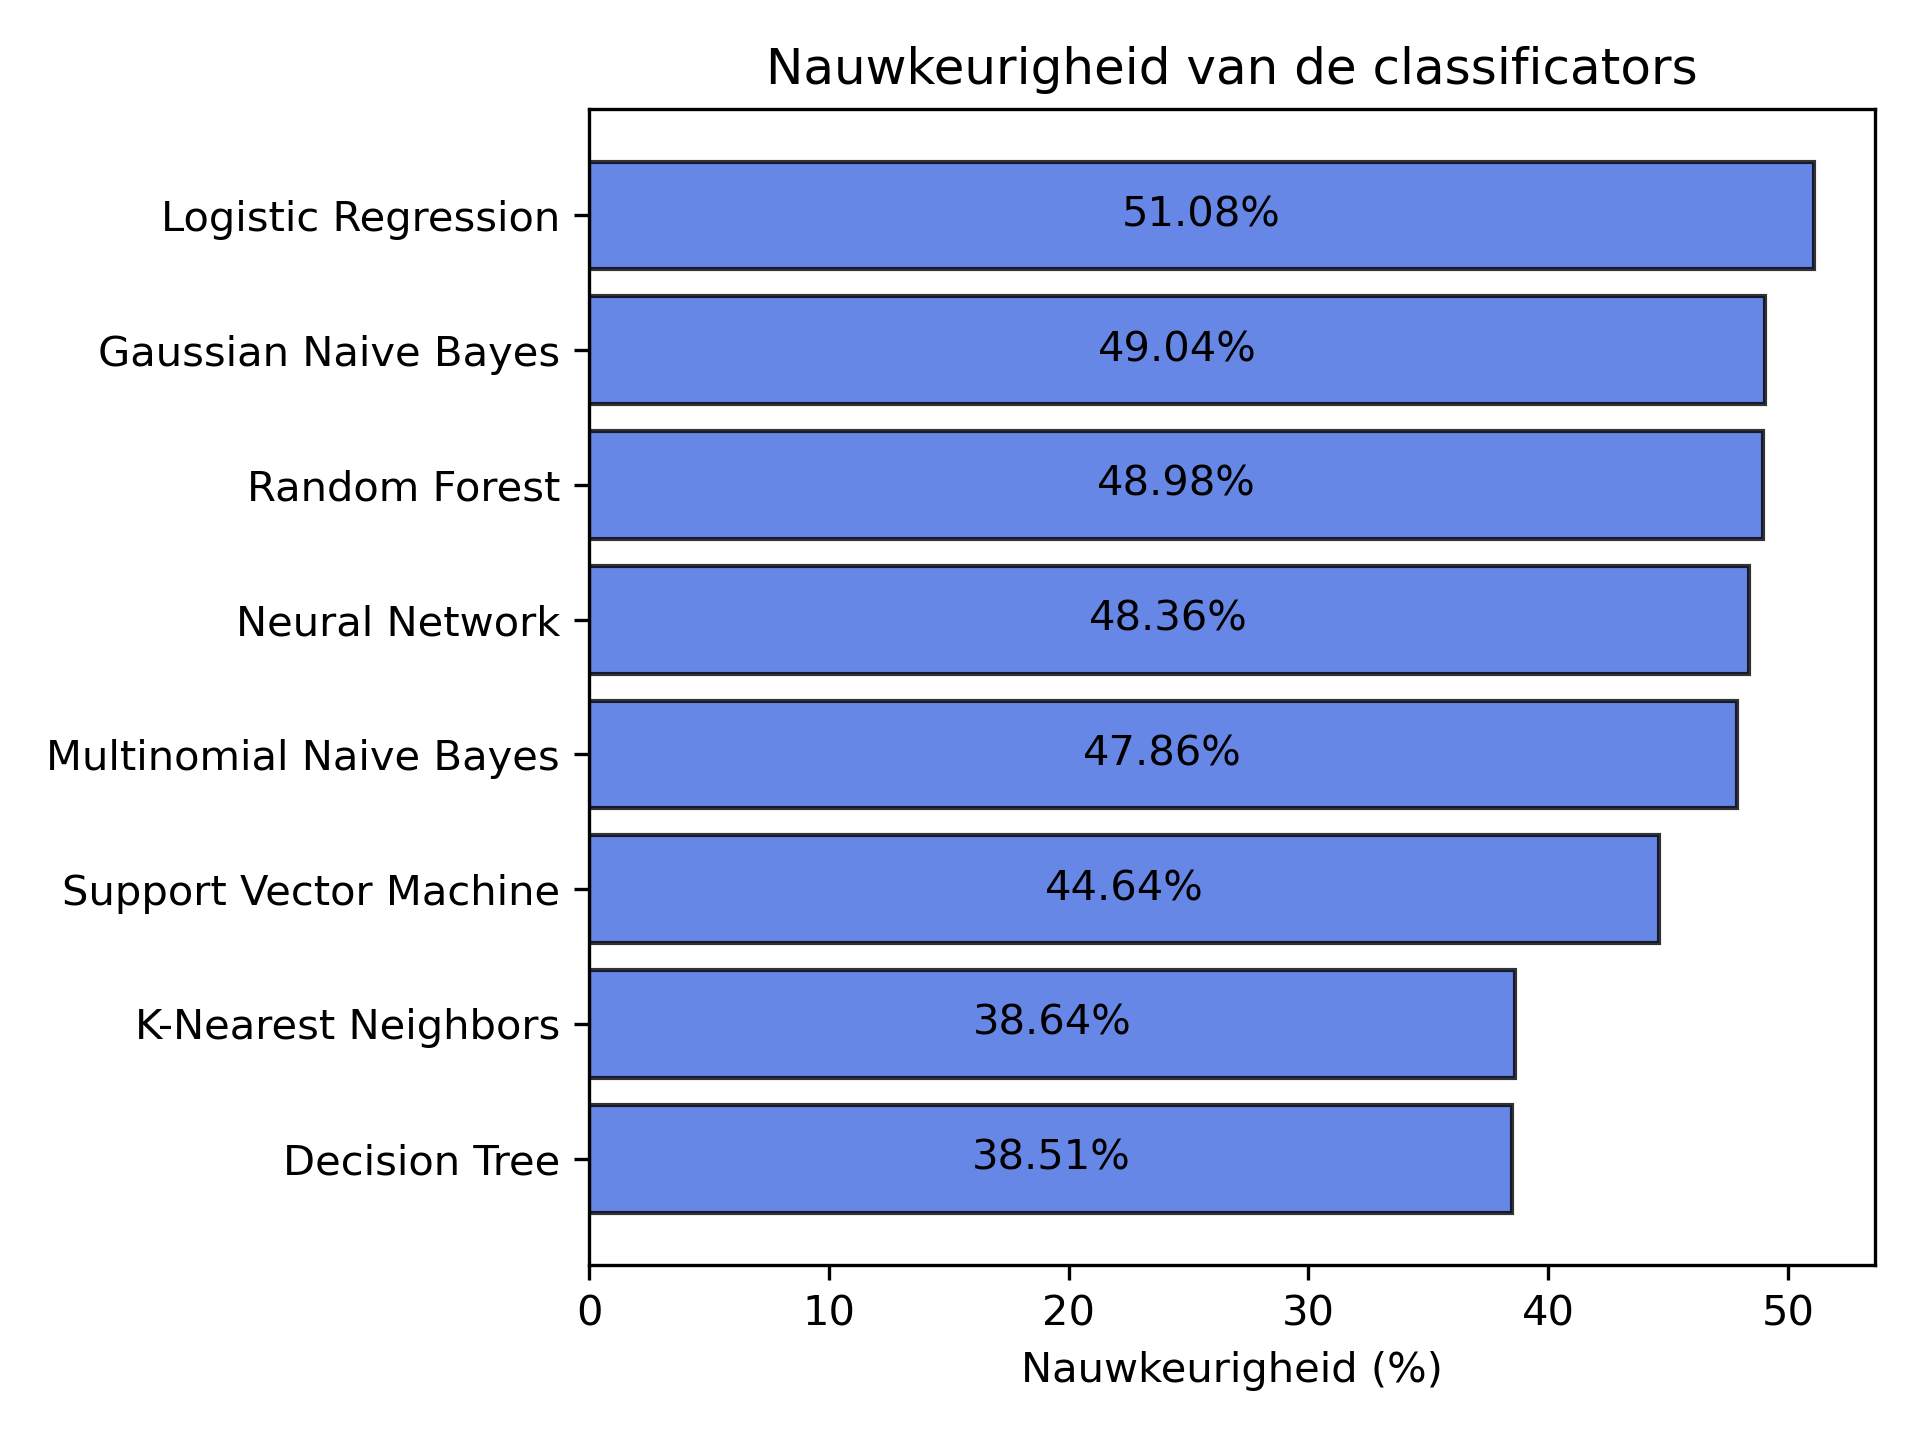 Nauwkeurigheid van de classificators
Logistic Regression
51.08%
Gaussian Naive Bayes
49.04%
Random Forest
48.98%
Neural Network
48.36%
Multinomial Naive Bayes
47.86%
Support Vector Machine
44.64%
K-Nearest Neighbors
38.64%
Decision Tree
38.51%
0 10 20 30 40 50
Nauwkeurigheid (%)